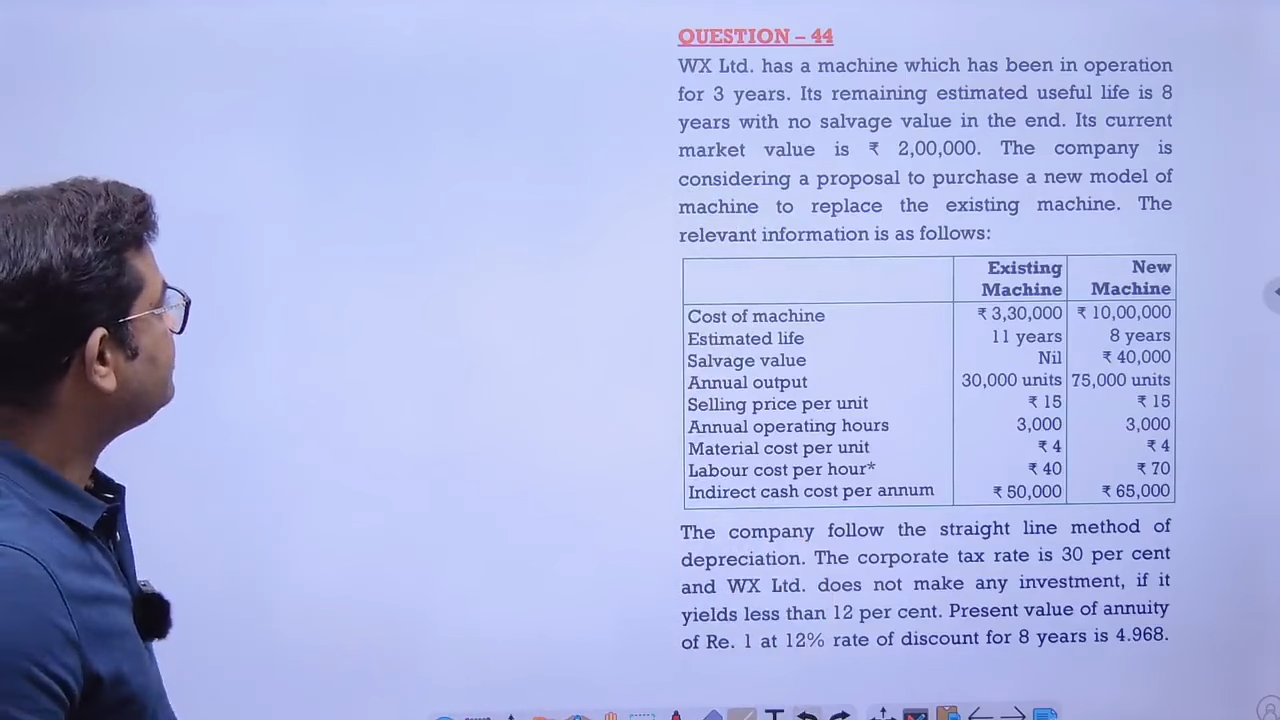 QUESTION – 44
WX Ltd. has a machine which has been in operation
for 3 years. Its remaining estimated useful life is 8
years with no salvage value in the end. Its current
market value is ₹ 2,00,000. The company is
considering a proposal to purchase a new model of
machine to replace the existing machine. The
relevant information is as follows:
Existing Machine New Machine
Cost of machine ₹ 3,30,000 ₹ 10,00,000
Estimated life 11 years 8 years
Salvage value Nil ₹ 40,000
Annual output 30,000 units 75,000 units
Selling price per unit ₹ 15 ₹ 15
Annual operating hours 3,000 3,000
Material cost per unit ₹ 4 ₹ 4
Labour cost per hour* ₹ 40 ₹ 70
Indirect cash cost per annum ₹ 50,000 ₹ 65,000
The company follow the straight line method of
depreciation. The corporate tax rate is 30 per cent
and WX Ltd. does not make any investment, if it
yields less than 12 per cent. Present value of annuity
of Re. 1 at 12% rate of discount for 8 years is 4.968.